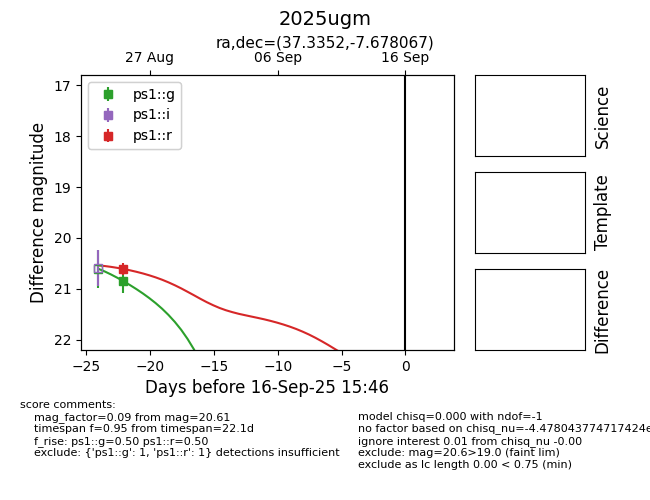 2025ugm
ra,dec=(37.3352,-7.678067)
27 Aug 06 Sep 16 Sep
ps1::g
ps1::i
ps1::r
17
18
19
20
21
22
Difference magnitude
−25 −20 −15 −10 −5 0
Days before 16-Sep-25 15:46
Science
Template
Difference
score comments:
mag_factor=0.09 from mag=20.61
timespan f=0.95 from timespan=22.1d
f_rise: ps1::g=0.50 ps1::r=0.50
exclude: {'ps1::g': 1, 'ps1::r': 1} detections insufficient
model chisq=0.000 with ndof=-1
no factor based on chisq_nu=-4.478043774717424e
ignore interest 0.01 from chisq_nu -0.00
exclude: mag=20.6>19.0 (faint lim)
exclude as lc length 0.00 < 0.75 (min)